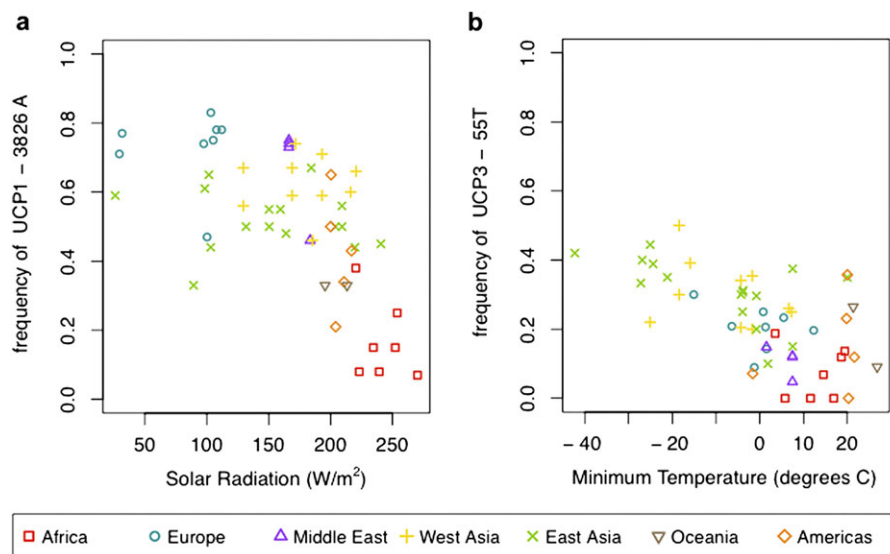 a
b
frequency of UCP1 – 3826 A
1.0
0.8
0.6
0.4
0.2
0.0
50 100 150 200 250
Solar Radiation (W/m²)
frequency of UCP3 – 55T
1.0
0.8
0.6
0.4
0.2
0.0
– 40 – 20 0 10 20
Minimum Temperature (degrees C)
Africa Europe Middle East West Asia East Asia Oceania Americas